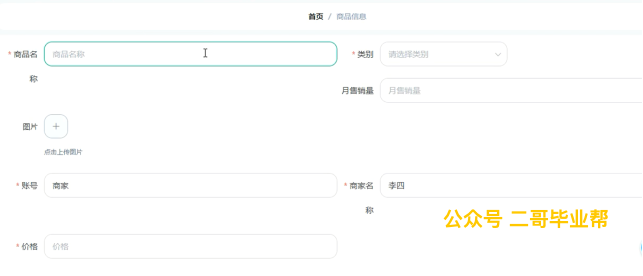 首页 / 商品信息
* 商品名称 商品名称
* 类别 请选择类别
月售销量 月售销量
图片 +
点击上传图片
* 账号 商家
* 商家名称 李四
公众号 二哥毕业帮
* 价格 价格